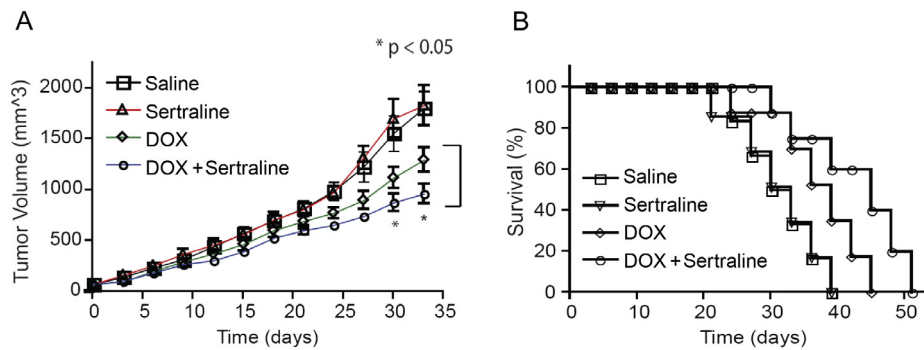 A
* p < 0.05
Tumor Volume (mm^3)
2000
1500
1000
500
0
Saline
Sertraline
DOX
DOX + Sertraline
*
*
0 5 10 15 20 25 30 35
Time (days)
B
Survival (%)
100
80
60
40
20
0
Saline
Sertraline
DOX
DOX + Sertraline
0 10 20 30 40 50
Time (days)